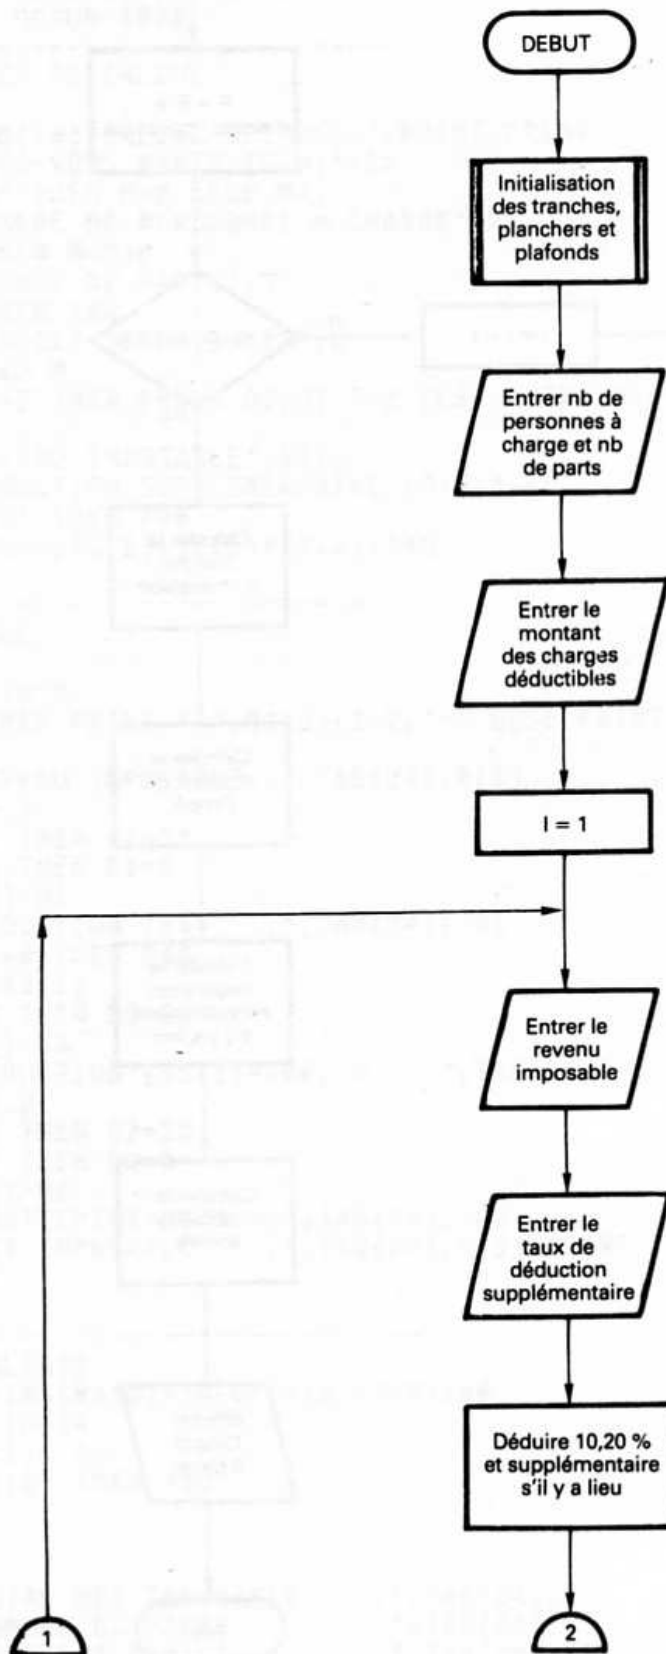 DEBUT
Initialisation
des tranches,
planchers et
plafonds
Entrer nb de
personnes à
charge et nb
de parts
Entrer le
montant
des charges
déductibles
I = 1
Entrer le
revenu
imposable
Entrer le
taux de
déduction
supplémentaire
Déduire 10,20 %
et supplémentaire
s'il y a lieu
1
2